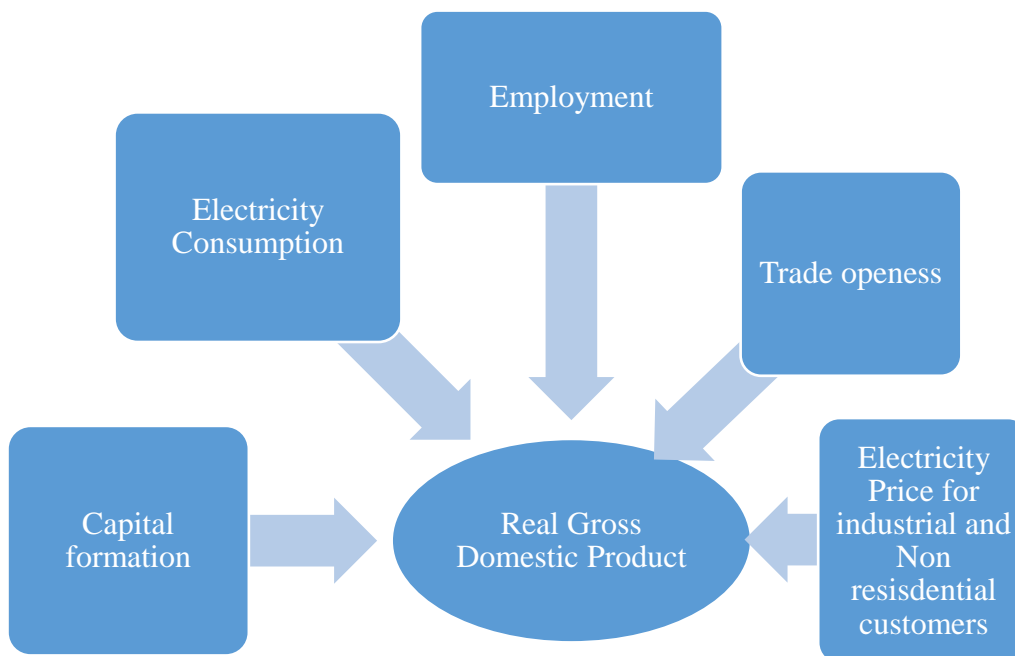 Employment
Electricity
Consumption
Trade openess
Capital
formation
Real Gross
Domestic Product
Electricity
Price for
industrial and
Non
resisdential
customers